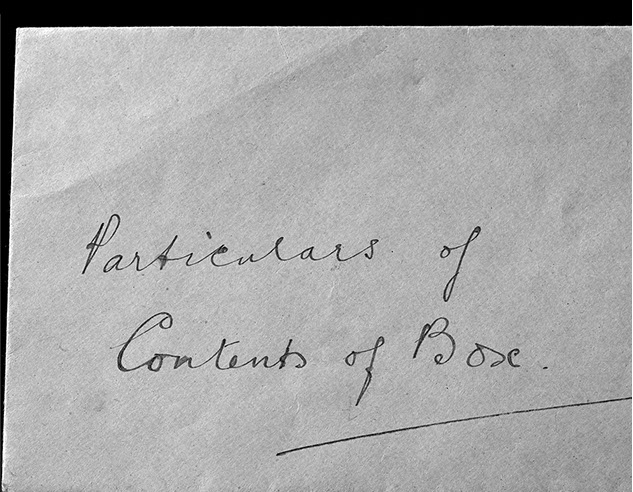 Particulars of
Contents of Box.